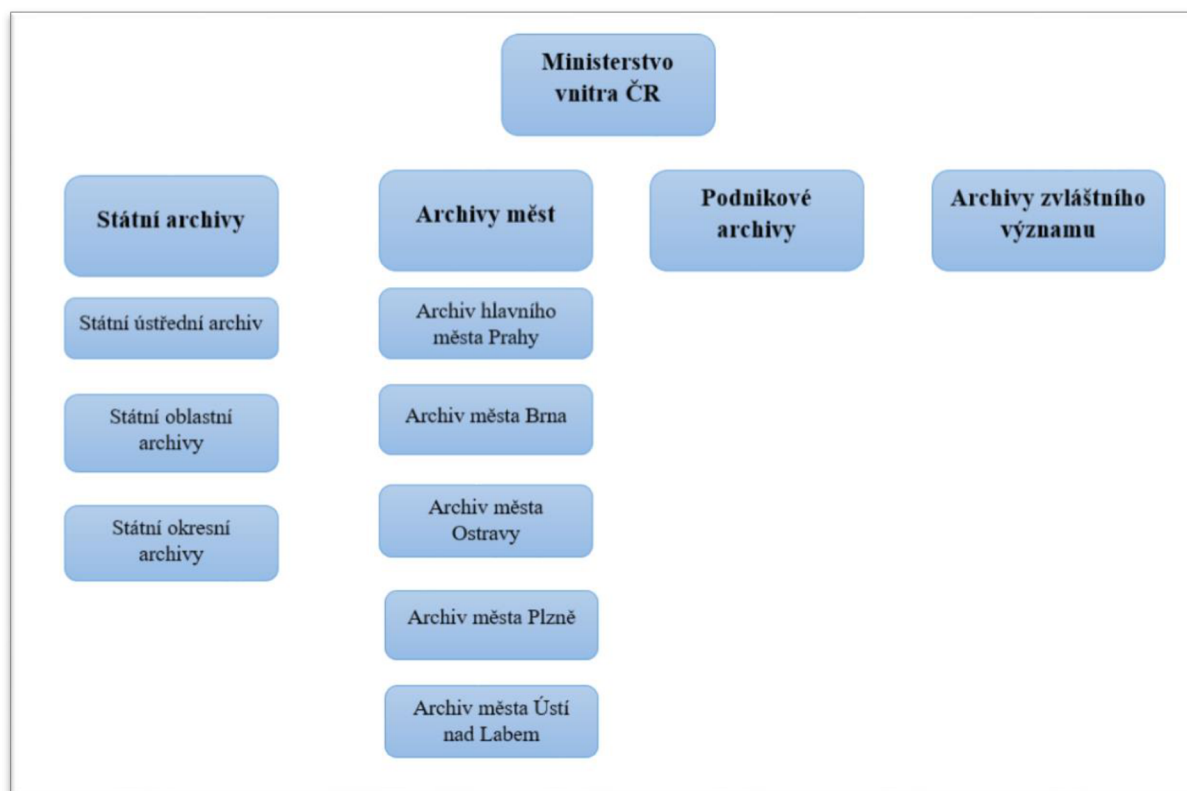 Ministerstvo
vnitra ČR
Státní archivy
Archivy měst
Podnikové
archivy
Archivy zvláštního
významu
Státní ústřední archiv
Státní oblastní
archivy
Státní okresní
archivy
Archiv hlavního
města Prahy
Archiv města Brna
Archiv města
Ostravy
Archiv města Plzně
Archiv města Ústí
nad Labem